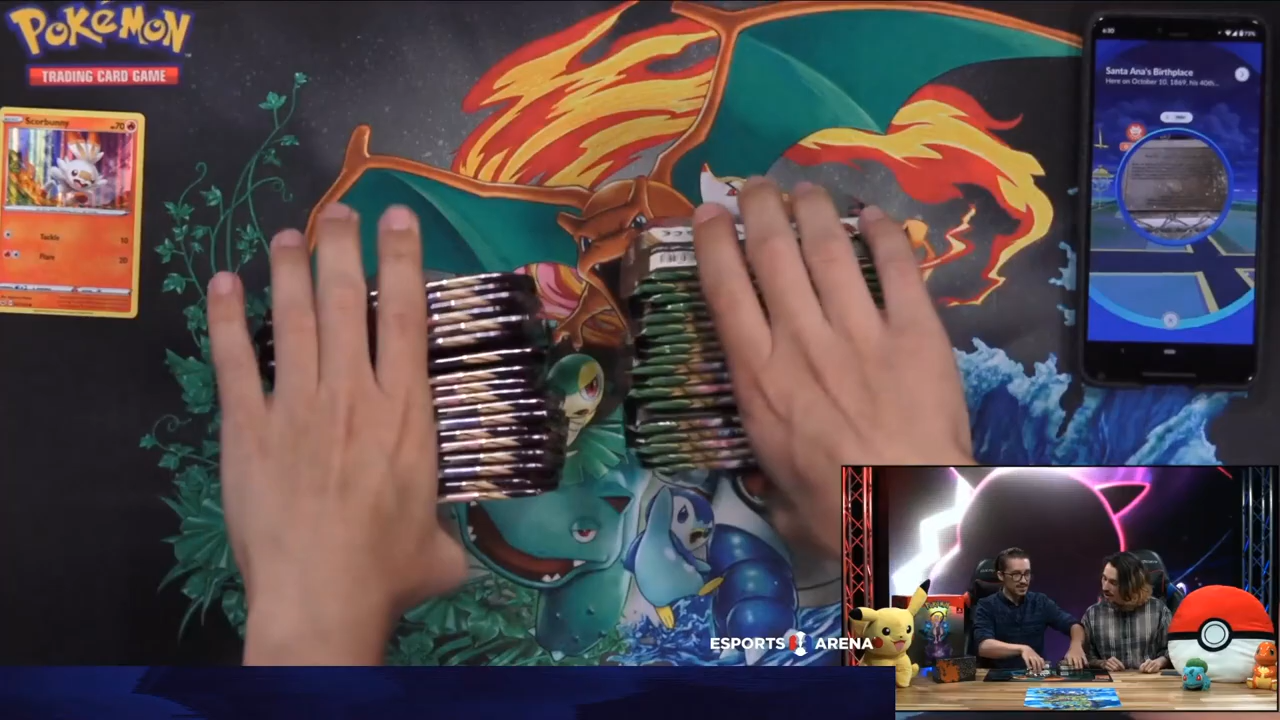 POKéMON
TRADING CARD GAME
Scorbunny
70
Tackle
10
Flare
20
Santa Ana's Birthplace
Here on October 10, 1869, his 40th...
ESPORTS ARENA